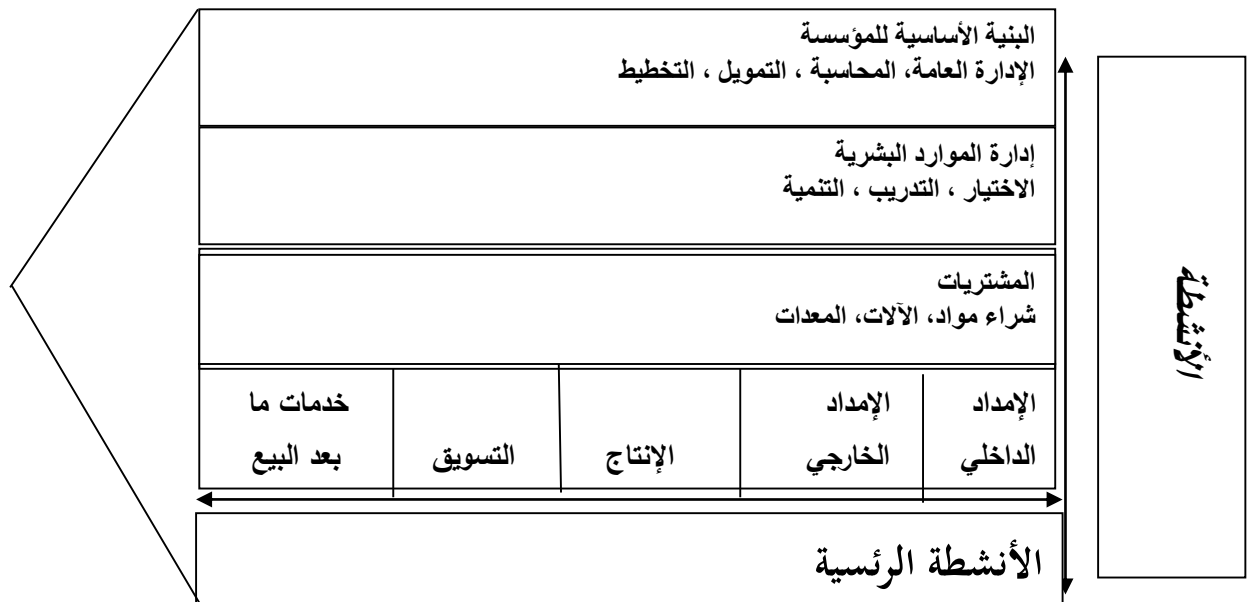 البنية الأساسية للمؤسسة
الإدارة العامة، المحاسبة ، التمويل ، التخطيط
إدارة الموارد البشرية
الاختيار ، التدريب ، التنمية
المشتريات
شراء مواد، الآلات، المعدات
الإمداد
الداخلي
الإمداد
الخارجي
الإنتاج
التسويق
خدمات ما
بعد البيع
الأنشطة الرئسية
الأنشطة